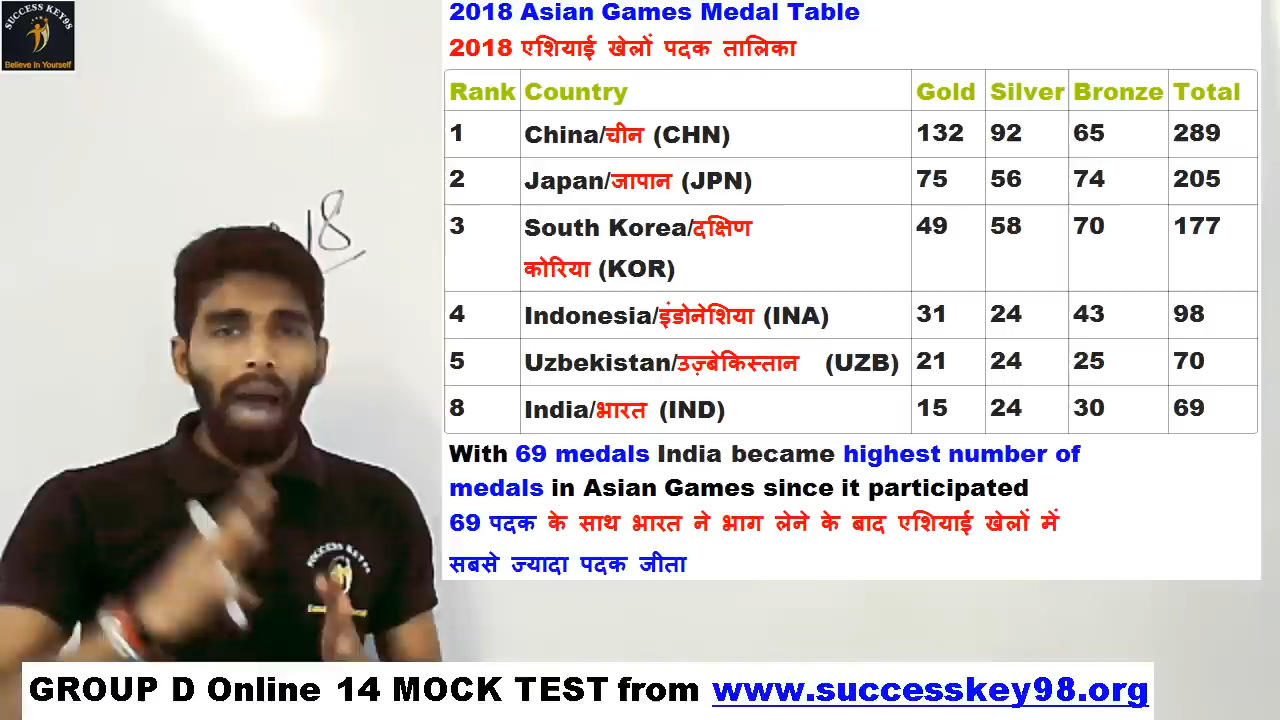 SUCCESS KEY98
Believe In Yourself
2018 Asian Games Medal Table
2018 एशियाई खेलों पदक तालिका
Rank Country Gold Silver Bronze Total
1 China/चीन (CHN) 132 92 65 289
2 Japan/जापान (JPN) 75 56 74 205
3 South Korea/दक्षिण 49 58 70 177
कोरिया (KOR)
4 Indonesia/इंडोनेशिया (INA) 31 24 43 98
5 Uzbekistan/उज़्बेकिस्तान (UZB) 21 24 25 70
8 India/भारत (IND) 15 24 30 69
With 69 medals India became highest number of
medals in Asian Games since it participated
69 पदक के साथ भारत ने भाग लेने के बाद एशियाई खेलों में
सबसे ज्यादा पदक जीता
18
SUCCESS KEY98
GROUP D Online 14 MOCK TEST from www.successkey98.org